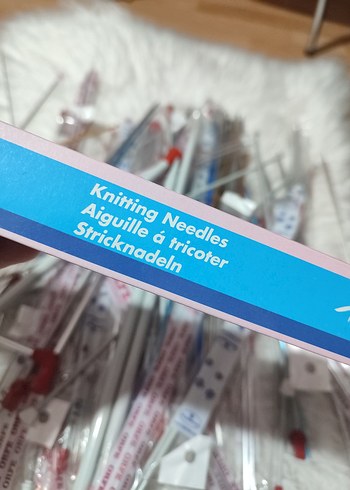 Knitting Needles
Aiguille á tricoter
Stricknadeln